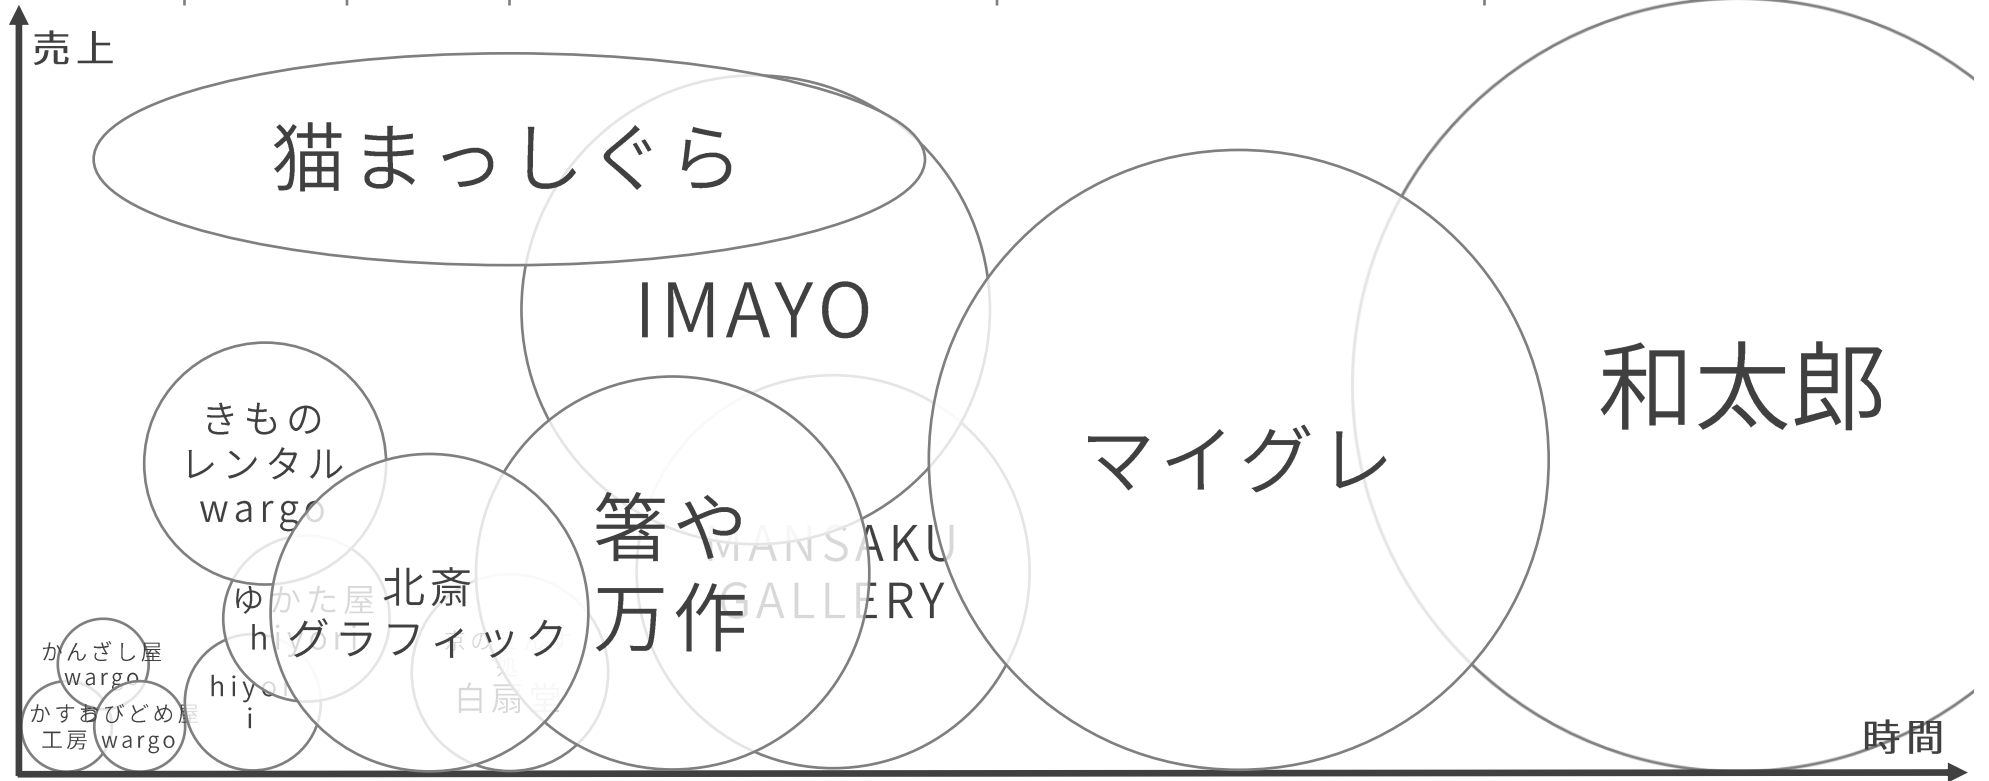 売上
猫まっしぐら
IMAYO
和太郎
マイグレ
きもの
レンタル
wargo
箸や
万作
MANSAKU
GALLERY
北斎
グラフィック
ゆかた屋
hiyori
白扇堂
かんざし屋
wargo
hiyor
i
おびどめ屋
wargo
工房
時間